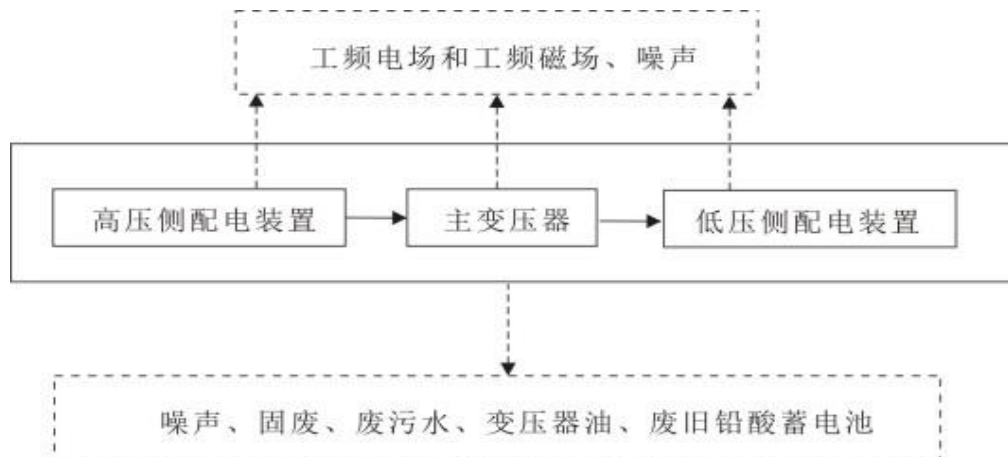 工频电场和工频磁场、噪声
高压侧配电装置
主变压器
低压侧配电装置
噪声、固废、废污水、变压器油、废旧铅酸蓄电池